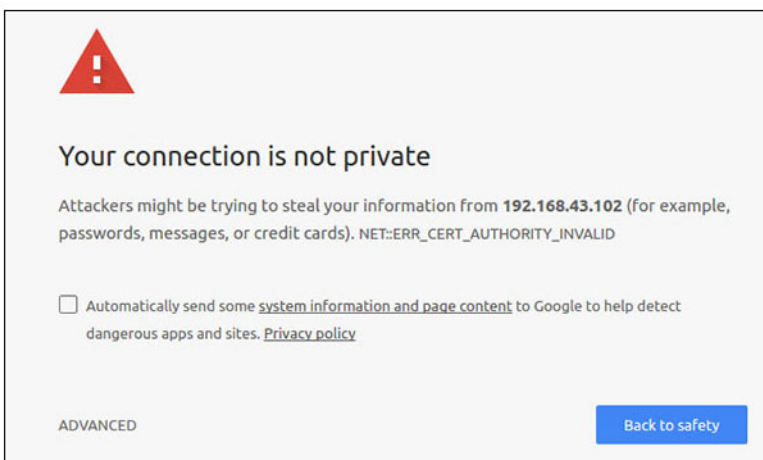 Your connection is not private
Attackers might be trying to steal your information from 192.168.43.102 (for example,
passwords, messages, or credit cards). NET::ERR_CERT_AUTHORITY_INVALID
Automatically send some system information and page content to Google to help detect
dangerous apps and sites. Privacy policy
ADVANCED
Back to safety